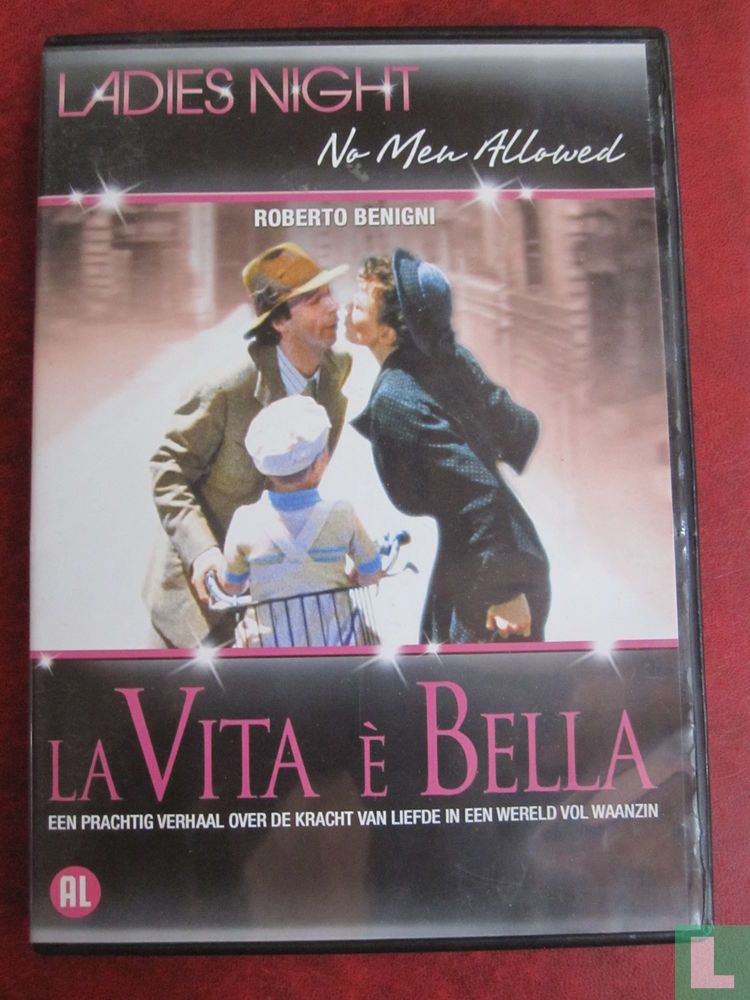 LADIES NIGHT
No Men Allowed
ROBERTO BENIGNI
LA VITA È BELLA
EEN PRACHTIG VERHAAL OVER DE KRACHT VAN LIEFDE IN EEN WERELD VOL WAANZIN
AL
L